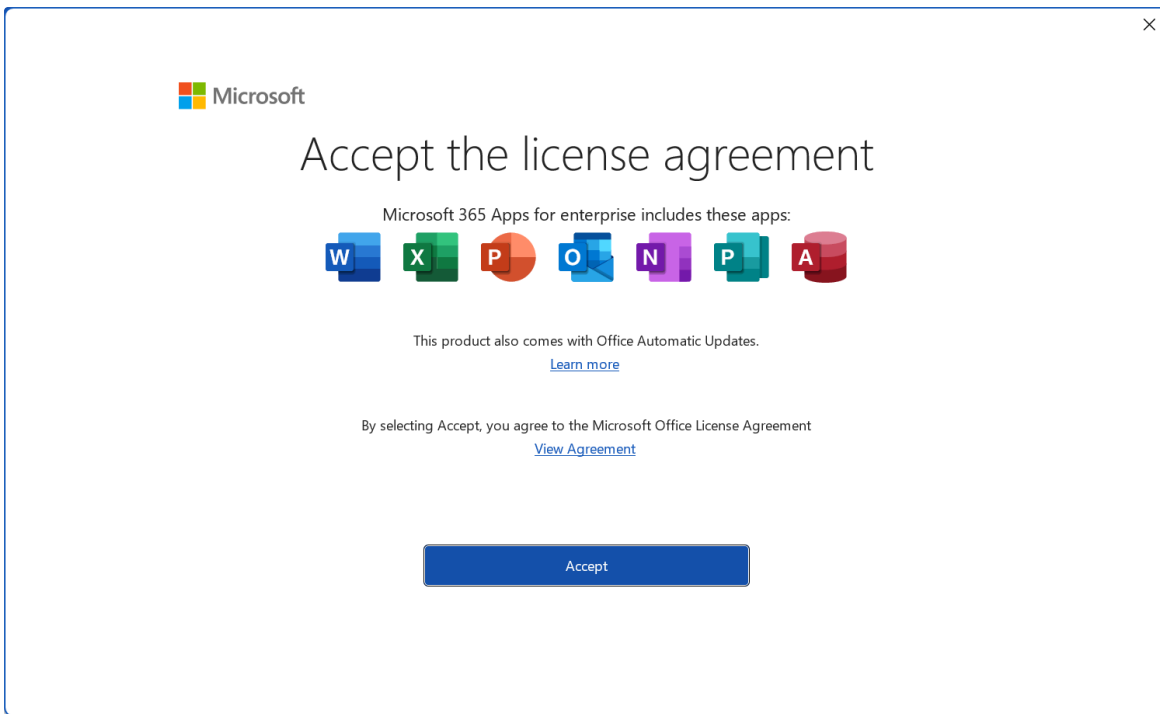 Microsoft
Accept the license agreement
Microsoft 365 Apps for enterprise includes these apps:
W X P O N P A
This product also comes with Office Automatic Updates.
Learn more
By selecting Accept, you agree to the Microsoft Office License Agreement
View Agreement
Accept